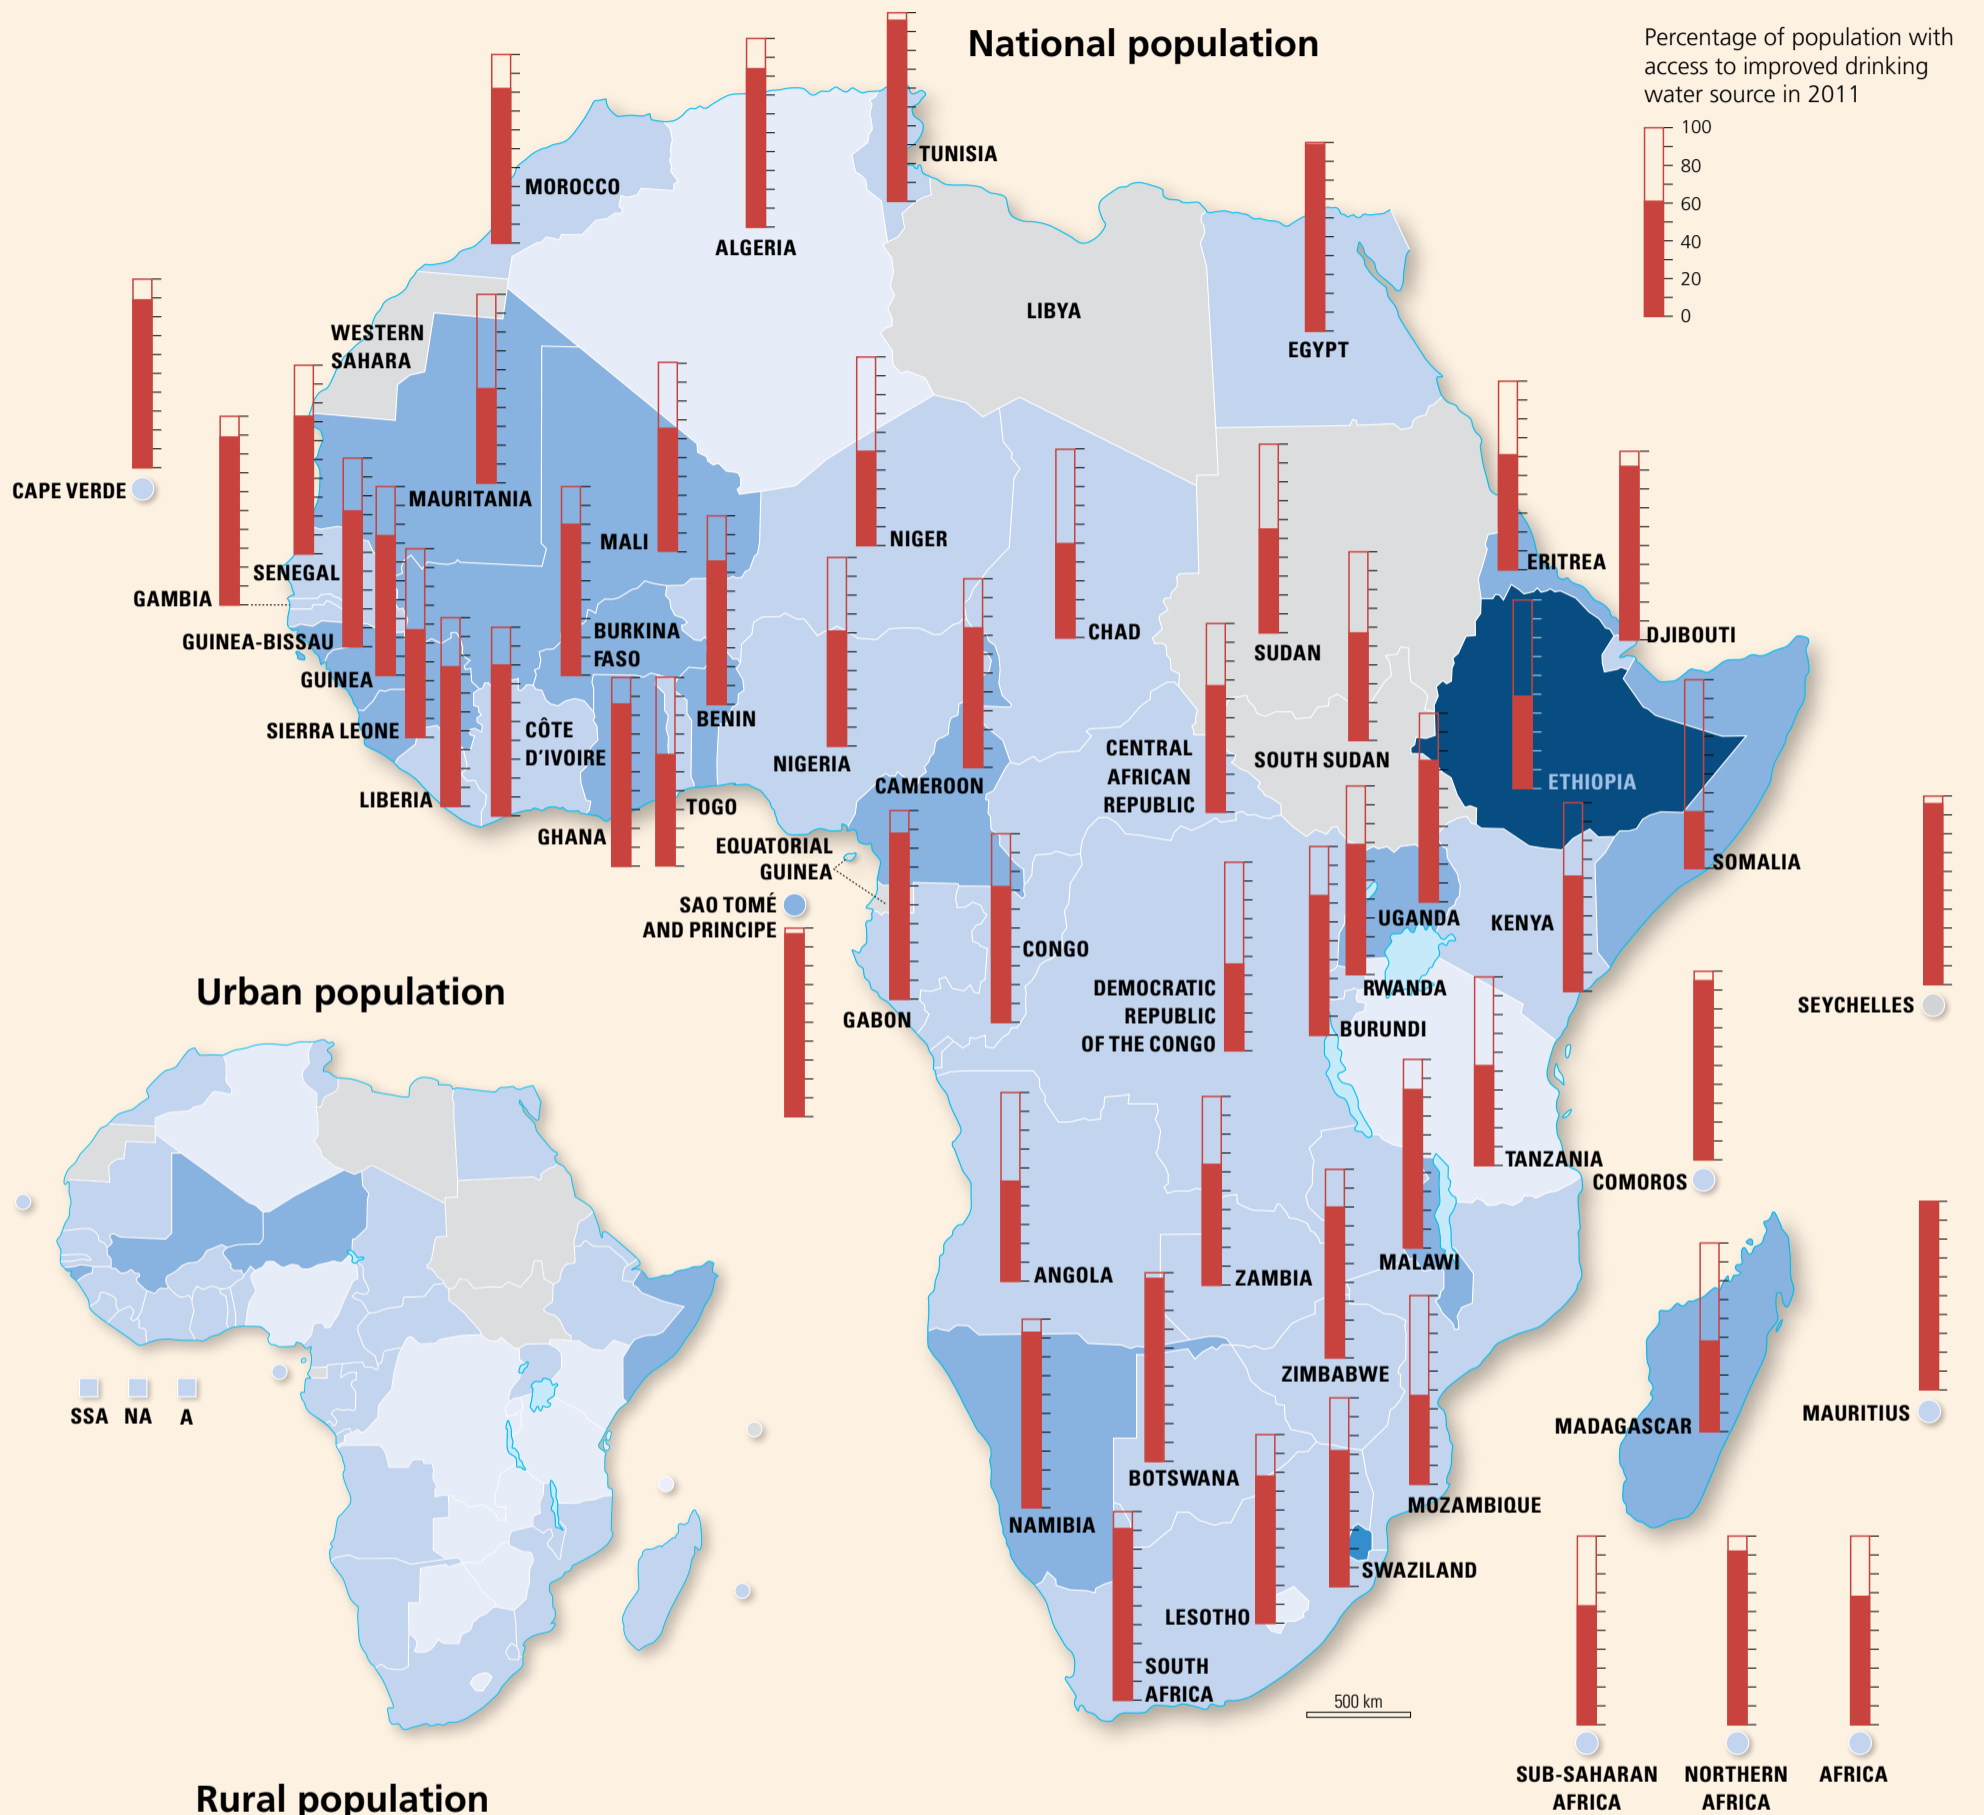 National population
Percentage of population with
access to improved drinking
water source in 2011
100
80
60
40
20
0
TUNISIA
MOROCCO
ALGERIA
LIBYA
EGYPT
WESTERN
SAHARA
CAPE VERDE
MAURITANIA
MALI
NIGER
CHAD
SUDAN
ERITREA
DJIBOUTI
SENEGAL
GAMBIA
GUINEA-BISSAU
GUINEA
BURKINA
FASO
SIERRA LEONE
CÔTE
D'IVOIRE
BENIN
NIGERIA
CAMEROON
CENTRAL
AFRICAN
REPUBLIC
SOUTH SUDAN
ETHIOPIA
LIBERIA
TOGO
GHANA
EQUATORIAL
GUINEA
SOMALIA
SAO TOMÉ
AND PRINCIPE
CONGO
UGANDA
KENYA
GABON
DEMOCRATIC
REPUBLIC
OF THE CONGO
RWANDA
BURUNDI
SEYCHELLES
Urban population
TANZANIA
COMOROS
ANGOLA
ZAMBIA
MALAWI
ZIMBABWE
SSA
NA
A
MADAGASCAR
MAURITIUS
BOTSWANA
MOZAMBIQUE
NAMIBIA
SWAZILAND
LESOTHO
SOUTH
AFRICA
500 km
SUB-SAHARAN
AFRICA
NORTHERN
AFRICA
AFRICA
Rural population